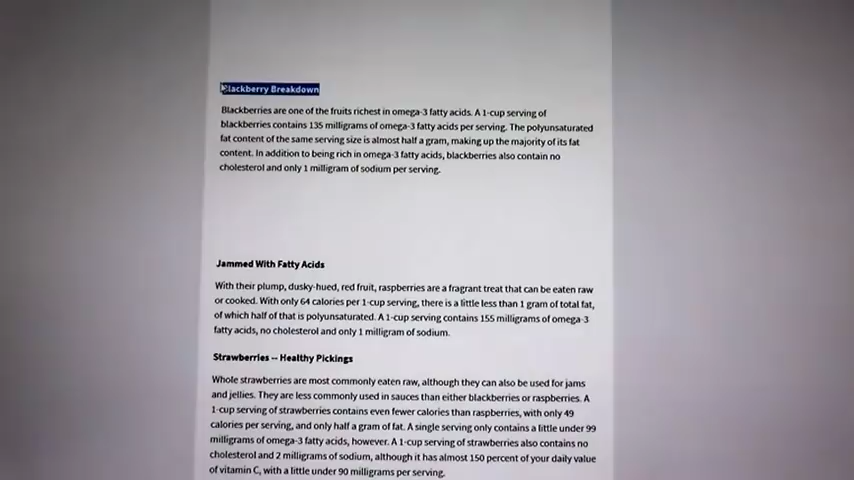 Blackberry Breakdown
Blackberries are one of the fruits richest in omega-3 fatty acids. A 1-cup serving of
blackberries contains 135 milligrams of omega-3 fatty acids per serving. The polyunsaturated
fat content of the same serving size is almost half a gram, making up the majority of its fat
content. In addition to being rich in omega-3 fatty acids, blackberries also contain no
cholesterol and only 1 milligram of sodium per serving.
Jammed With Fatty Acids
With their plump, dusky-hued, red fruit, raspberries are a fragrant treat that can be eaten raw
or cooked. With only 64 calories per 1-cup serving, there is a little less than 1 gram of total fat,
of which half of that is polyunsaturated. A 1-cup serving contains 155 milligrams of omega-3
fatty acids, no cholesterol and only 1 milligram of sodium.
Strawberries -- Healthy Pickings
Whole strawberries are most commonly eaten raw, although they can also be used for jams
and jellies. They are less commonly used in sauces than either blackberries or raspberries. A
1-cup serving of strawberries contains even fewer calories than raspberries, with only 49
calories per serving, and only half a gram of fat. A single serving only contains a little under 99
milligrams of omega-3 fatty acids, however. A 1-cup serving of strawberries also contains no
cholesterol and 2 milligrams of sodium, although it has almost 150 percent of your daily value
of vitamin C, with a little under 90 milligrams per serving.